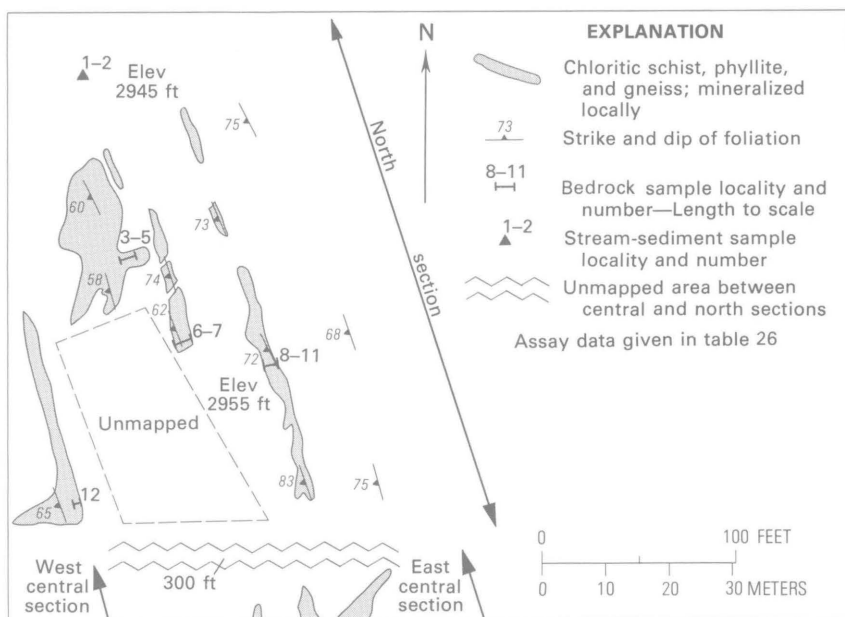 1–2
Elev
2945 ft
75
N
North
section
60
3–5
73
74
58
62
6–7
72
8–11
68
Elev
2955 ft
Unmapped
83
75
12
65
300 ft
West
central
section
East
central
section
EXPLANATION
Chloritic schist, phyllite,
and gneiss; mineralized
locally
73
Strike and dip of foliation
8–11
Bedrock sample locality and
number—Length to scale
1–2
Stream-sediment sample
locality and number
Unmapped area between
central and north sections
Assay data given in table 26
0 100 FEET
0 10 20 30 METERS